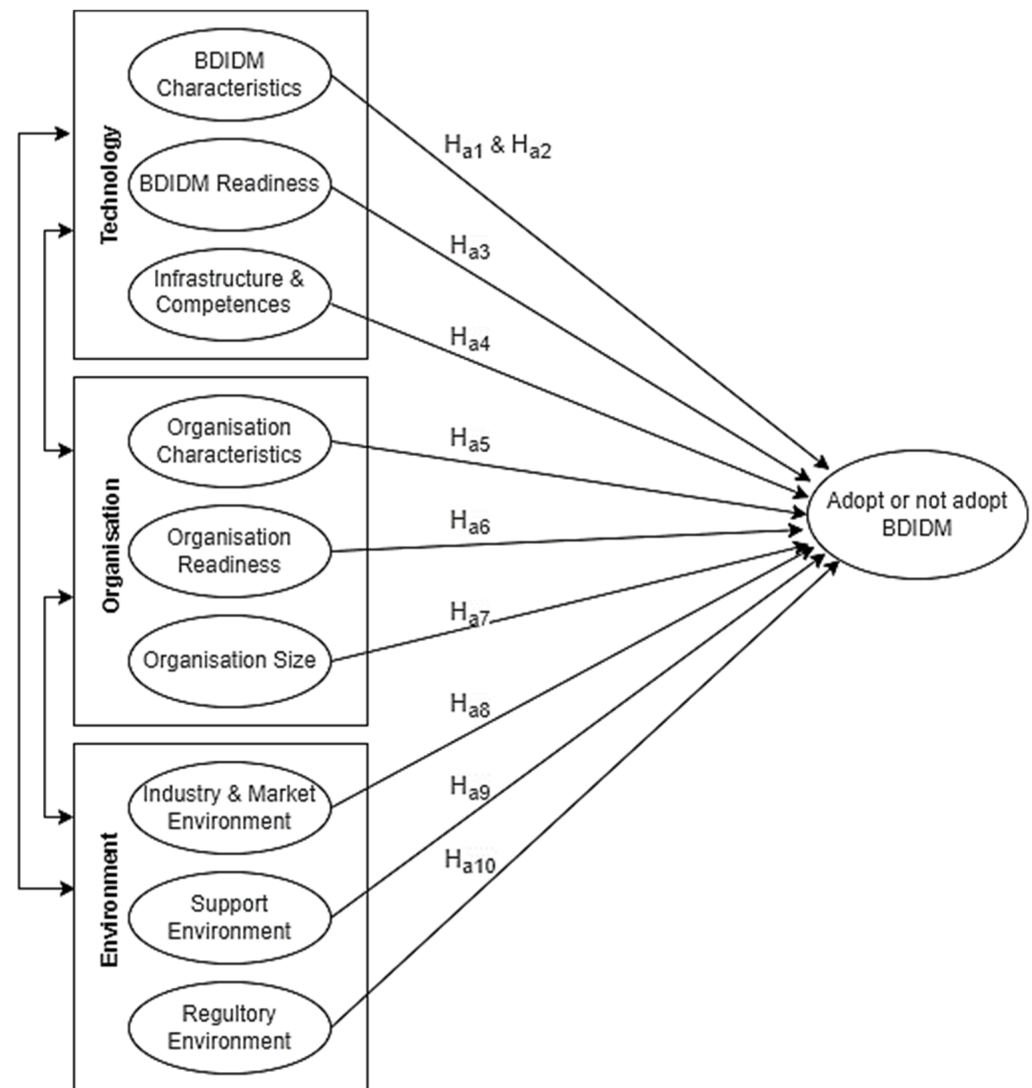 Technology
BDIDM
Characteristics
BDIDM Readiness
Infrastructure &
Competences
Organisation
Organisation
Characteristics
Organisation
Readiness
Organisation Size
Environment
Industry & Market
Environment
Support
Environment
Regultory
Environment
Ha1 & Ha2
Ha3
Ha4
Ha5
Ha6
Ha7
Ha8
Ha9
Ha10
Adopt or not adopt
BDIDM